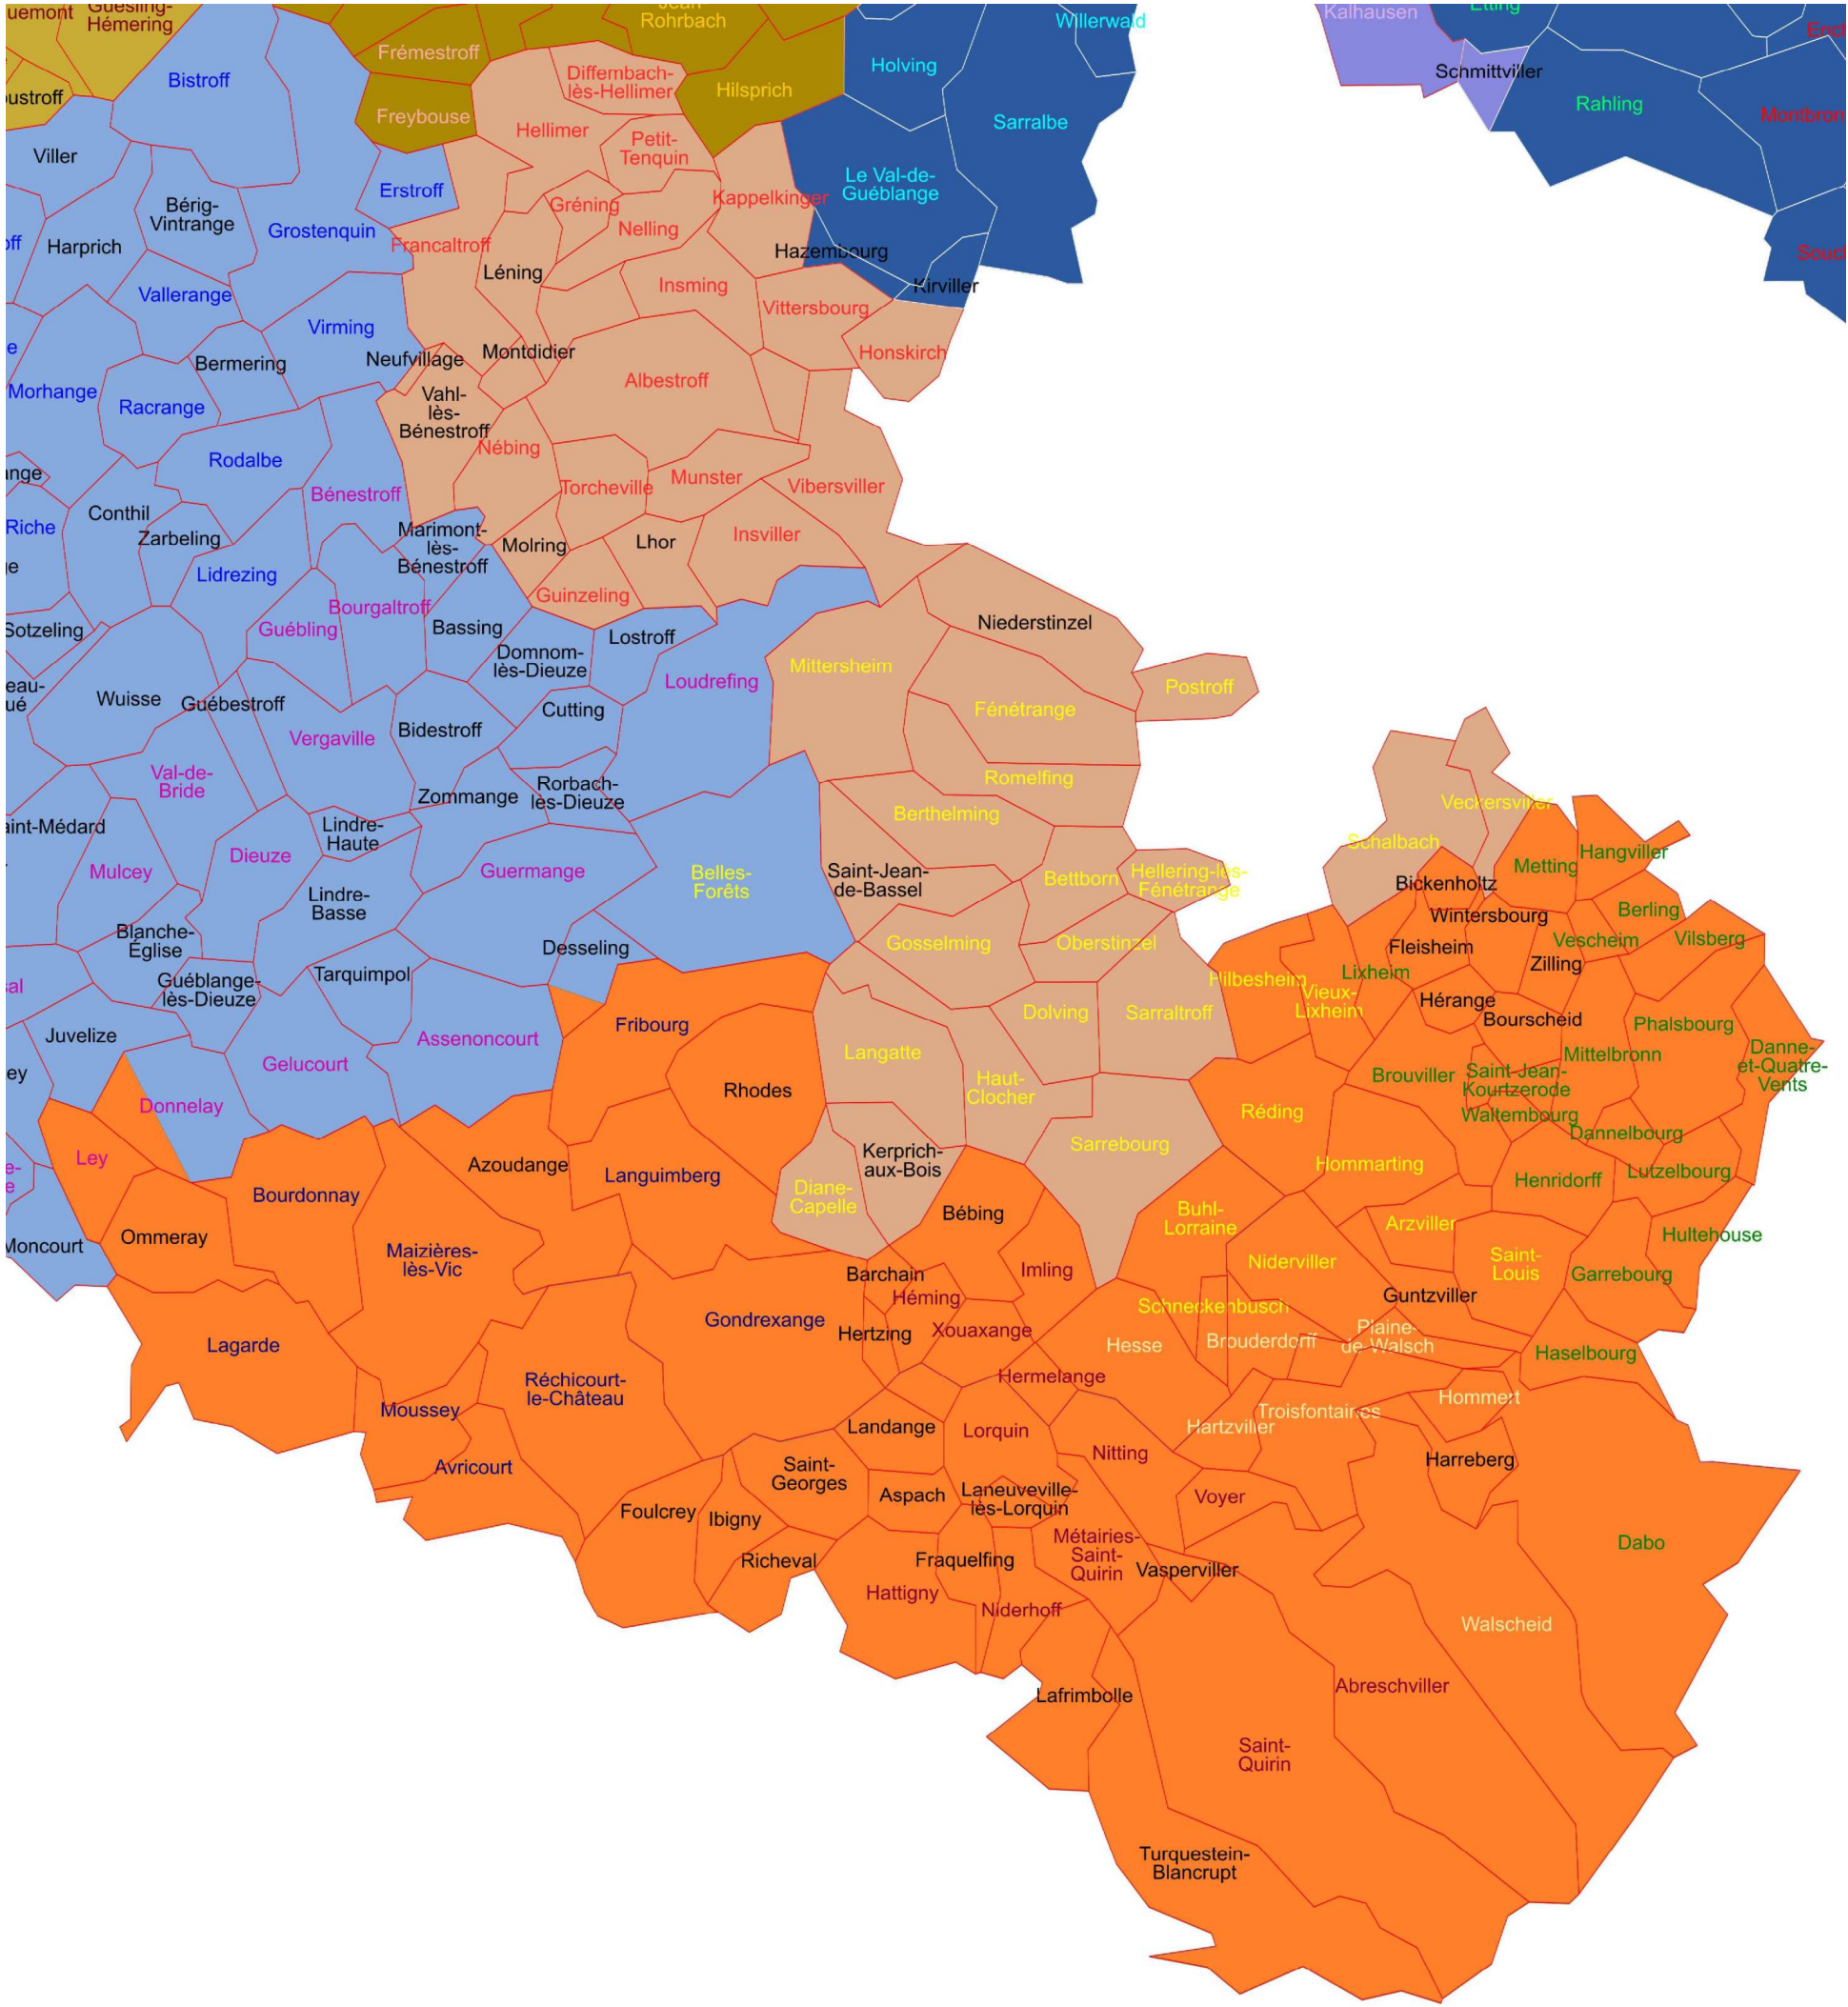 Guesling-
Hémering
Frémestroff
Rohrbach
Willerwald
Kalhausen
Etting
Bistroff
Freybouse
Diffembach-
lès-Hellimer
Hilsprich
Holving
Sarralbe
Schmittviller
Rahling
Viller
Hellimer
Petit-
Tenquin
Le Val-de-
Guéblange
Erstroff
Bérig-
Vintrange
Gréning
Kappelkinger
Harprich
Grostenquin
Francaltroff
Nelling
Hazembourg
Léning
Insming
Kirviller
Vallerange
Vittersbourg
Virming
Honskirch
Bermering
Neufvillage
Montdidier
Albestroff
Morhange
Racrange
Vahl-
lès-
Bénestroff
Nébing
Rodalbe
Bénestroff
Torcheville
Munster
Vibersviller
Riche
Conthil
Zarbeling
Marimont-
lès-
Bénestroff
Molring
Lhor
Insviller
Lidrezing
Guinzeling
Bourgaltroff
Guébling
Bassing
Sotzeling
Lostroff
Domnom-
lès-Dieuze
Niederstinzel
Mittersheim
Postroff
Loudrefing
Wuisse
Guébestroff
Cutting
Fénétrange
Bidestroff
Vergaville
Val-de-
Bride
Romelfing
Zommange
Rorbach-
lès-Dieuze
Berthelming
Veckersviller
aint-Médard
Lindre-
Haute
Schalbach
Dieuze
Mulcey
Guermange
Belles-
Forêts
Saint-Jean-
de-Bassel
Bettborn
Hellering-lès-
Fénétrange
Bickenholtz
Metting
Hangviller
Lindre-
Basse
Wintersbourg
Berling
Blanche-
Église
Desseling
Gosselming
Oberstinzel
Fleisheim
Vescheim
Vilsberg
Zilling
Guéblange-
lès-Dieuze
Tarquimpol
Hilbesheim
Vieux-
Lixheim
Lixheim
Hérange
Bourscheid
Juvelize
Fribourg
Dolving
Sarraltroff
Phalsbourg
Assenoncourt
Langatte
Mittelbronn
Danne-
et-Quatre-
Vents
Gelucourt
Rhodes
Haut-
Clocher
Brouviller
Saint-Jean-
Kourtzerode
Donnelay
Réding
Waltembourg
Dannelbourg
Ley
Azoudange
Languimberg
Kerprich-
aux-Bois
Sarrebourg
Hommarting
Henridorff
Lutzelbourg
Bourdonnay
Diane-
Capelle
Bébing
Buhl-
Lorraine
Arzviller
Hultehouse
Moncourt
Ommeray
Maizières-
lès-Vic
Niderviller
Saint-
Louis
Garrebourg
Barchain
Imling
Héming
Guntzviller
Schneckenbusch
Lagarde
Gondrexange
Hertzing
Xouaxange
Hesse
Brouderdorff
Plaine-
de-Walsch
Haselbourg
Réchicourt-
le-Château
Hermelange
Moussey
Hommert
Troisfontaines
Hartzviller
Landange
Lorquin
Nitting
Harreberg
Avricourt
Saint-
Georges
Aspach
Laneuveville-
lès-Lorquin
Voyer
Foulcrey
Ibigny
Dabo
Métairies-
Saint-
Quirin
Richeval
Fraquelfing
Vasperviller
Hattigny
Niderhoff
Walscheid
Abreschviller
Lafrimbolle
Saint-
Quirin
Turquestein-
Blancrupt